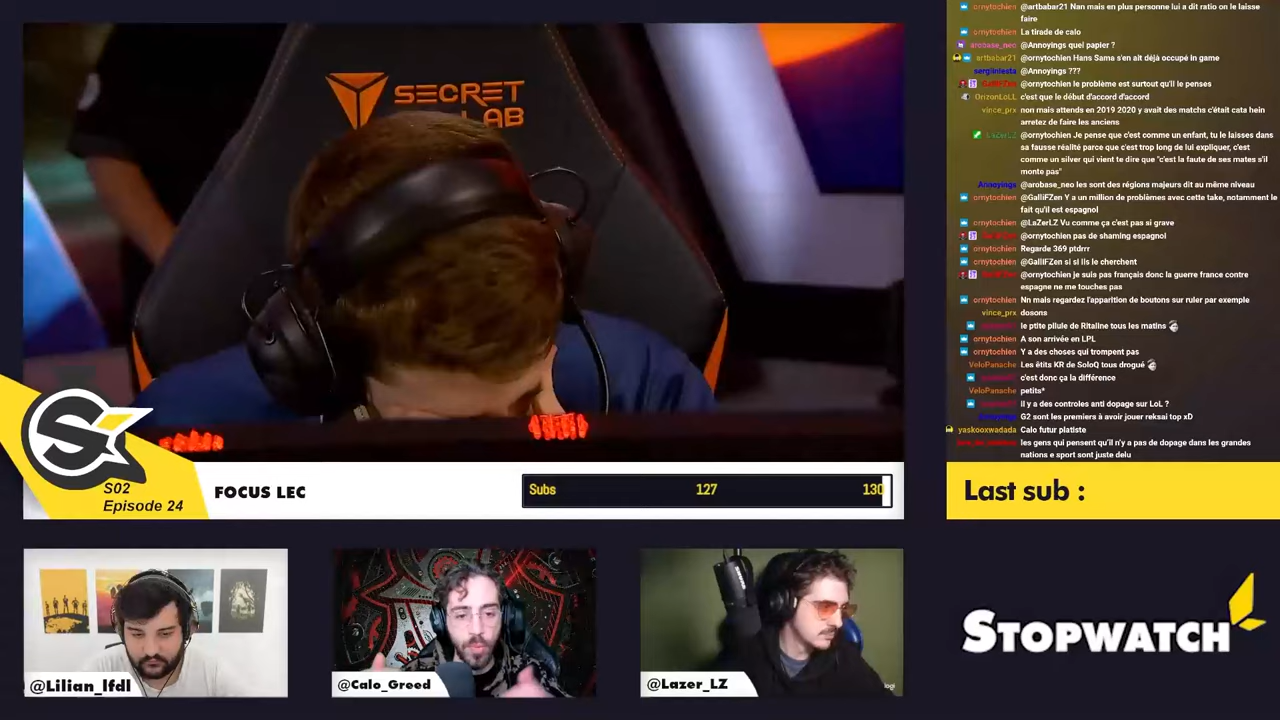 SECRET
LAB
S
S02
Episode 24
FOCUS LEC
Subs 127 130
@Lilian_lfdl
@Calo_Greed
@Lazer_LZ
logi
ornytochien @artbabar21 Nan mais en plus personne lui a dit ratio on le laisse
faire
ornytochien La tirade de calo
arobase_neo @Annoyings quel papier ?
artbabar21 @ornytochien Hans Sama s'en ait déjà occupé in game
sergiiniesta @Annoyings ???
GalliFZen @ornytochien le problème est surtout qu'il le penses
OrizonLoLL c'est que le début d'accord d'accord
vince_prx non mais attends en 2019 2020 y avait des matchs c'était cata hein
arretez de faire les anciens
LaZerLZ @ornytochien Je pense que c'est comme un enfant, tu le laisses dans
sa fausse réalité parce que c'est trop long de lui expliquer, c'est
comme un silver qui vient te dire que "c'est la faute de ses mates s'il
monte pas"
Annoyings @arobase_neo les sont des régions majeurs dit au même niveau
ornytochien @GalliFZen Y a un million de problèmes avec cette take, notamment le
fait qu'il est espagnol
ornytochien @LaZerLZ Vu comme ça c'est pas si grave
GalliFZen @ornytochien pas de shaming espagnol
ornytochien Regarde 369 ptdrrr
ornytochien @GalliFZen si si ils le cherchent
GalliFZen @ornytochien je suis pas français donc la guerre france contre
espagne ne me touches pas
ornytochien Nn mais regardez l'apparition de boutons sur ruler par exemple
vince_prx dosons
le ptite pilule de Ritaline tous les matins
ornytochien A son arrivée en LPL
ornytochien Y a des choses qui trompent pas
VeloPanache Les êtits KR de SoloQ tous drogué
c'est donc ça la différence
VeloPanache petits*
il y a des controles anti dopage sur LoL ?
Annoyings G2 sont les premiers à avoir jouer reksai top xD
yaskooxwadada Calo futur platiste
les gens qui pensent qu'il n'y a pas de dopage dans les grandes
nations e sport sont juste delu
Last sub :
STOPWATCH